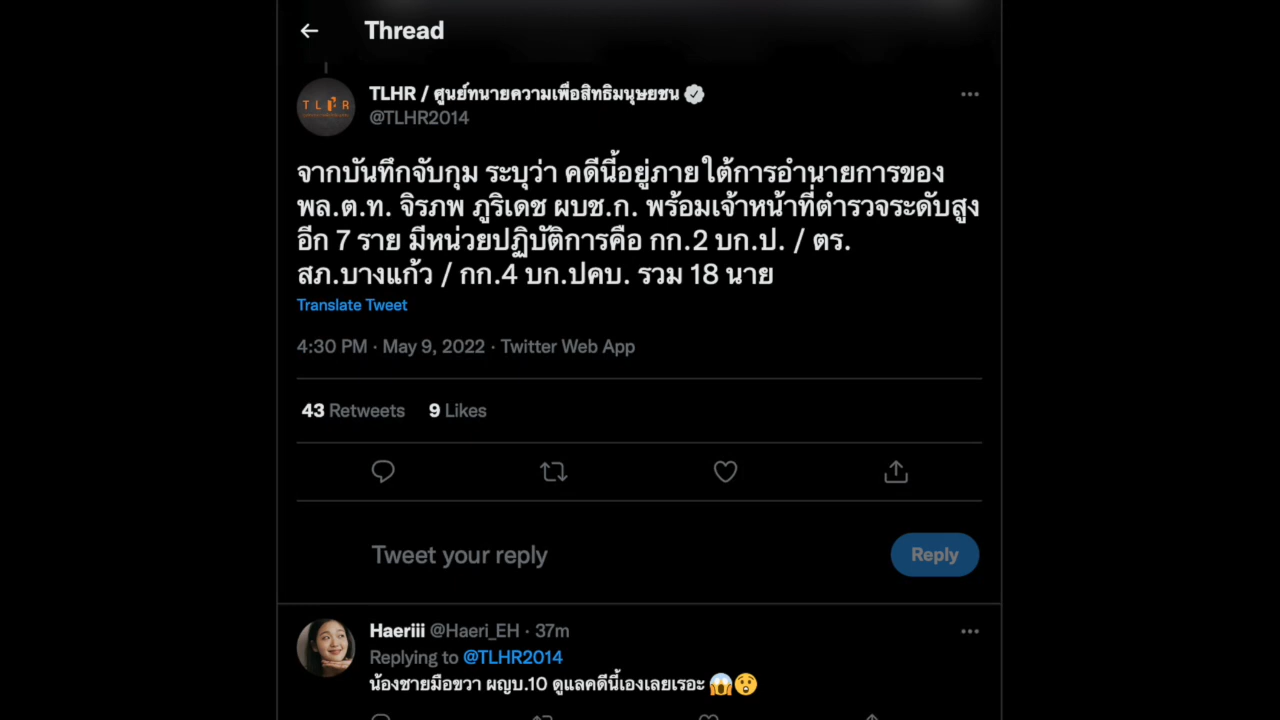 Thread
TLHR / ศูนย์ทนายความเพื่อสิทธิมนุษยชน
@TLHR2014
TLHR
จากบันทึกจับกุม ระบุว่า คดีนี้อยู่ภายใต้การอำนายการของ
พล.ต.ท. จิรภพ ภูริเดช ผบช.ก. พร้อมเจ้าหน้าที่ตำรวจระดับสูง
อีก 7 ราย มีหน่วยปฏิบัติการคือ กก.2 บก.ป. / ตร.
สภ.บางแก้ว / กก.4 บก.ปคบ. รวม 18 นาย
Translate Tweet
4:30 PM · May 9, 2022 · Twitter Web App
43 Retweets 9 Likes
Tweet your reply
Reply
Haeriii @Haeri_EH · 37m
Replying to @TLHR2014
น้องชายมือขวา ผญบ.10 ดูแลคดีนี้เองเลยเรอะ 😱😲